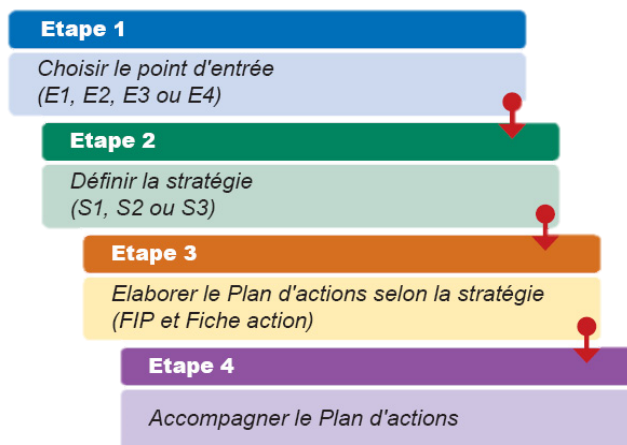 Etape 1
Choisir le point d'entrée
(E1, E2, E3 ou E4)
Etape 2
Définir la stratégie
(S1, S2 ou S3)
Etape 3
Elaborer le Plan d'actions selon la stratégie
(FIP et Fiche action)
Etape 4
Accompagner le Plan d'actions